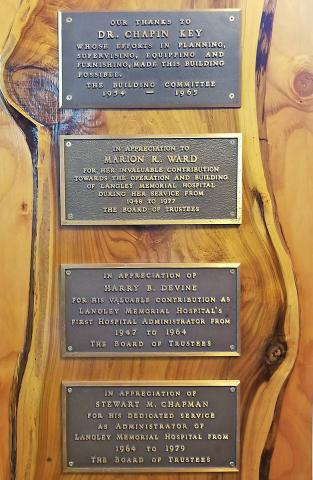 OUR THANKS TO
DR. CHAPIN KEY
WHOSE EFFORTS IN PLANNING,
SUPERVISING, EQUIPPING AND
FURNISHING, MADE THIS BUILDING
POSSIBLE.
THE BUILDING COMMITTEE
1954 — 1965
IN APPRECIATION TO
MARION R. WARD
FOR HER INVALUABLE CONTRIBUTION
TOWARDS THE OPERATION AND BUILDING
OF LANGLEY MEMORIAL HOSPITAL
DURING HER SERVICE FROM
1948 TO 1977
THE BOARD OF TRUSTEES
IN APPRECIATION OF
HARRY B. DEVINE
FOR HIS VALUABLE CONTRIBUTION AS
LANGLEY MEMORIAL HOSPITAL'S
FIRST HOSPITAL ADMINISTRATOR FROM
1947 TO 1964
THE BOARD OF TRUSTEES
IN APPRECIATION OF
STEWART M. CHAPMAN
FOR HIS DEDICATED SERVICE
AS ADMINISTRATOR OF
LANGLEY MEMORIAL HOSPITAL FROM
1964 TO 1979
THE BOARD OF TRUSTEES